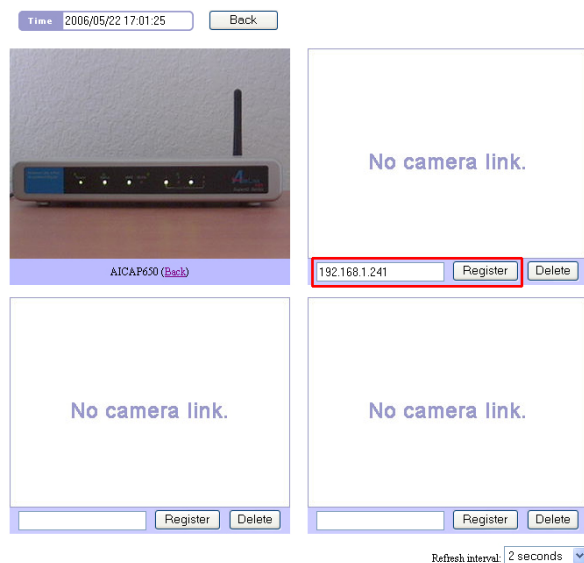 Time 2006/05/22 17:01:25 Back
No camera link.
AICAP650 (Back)
192.168.1.241 Register Delete
No camera link.
No camera link.
Register Delete
Register Delete
Refresh interval: 2 seconds